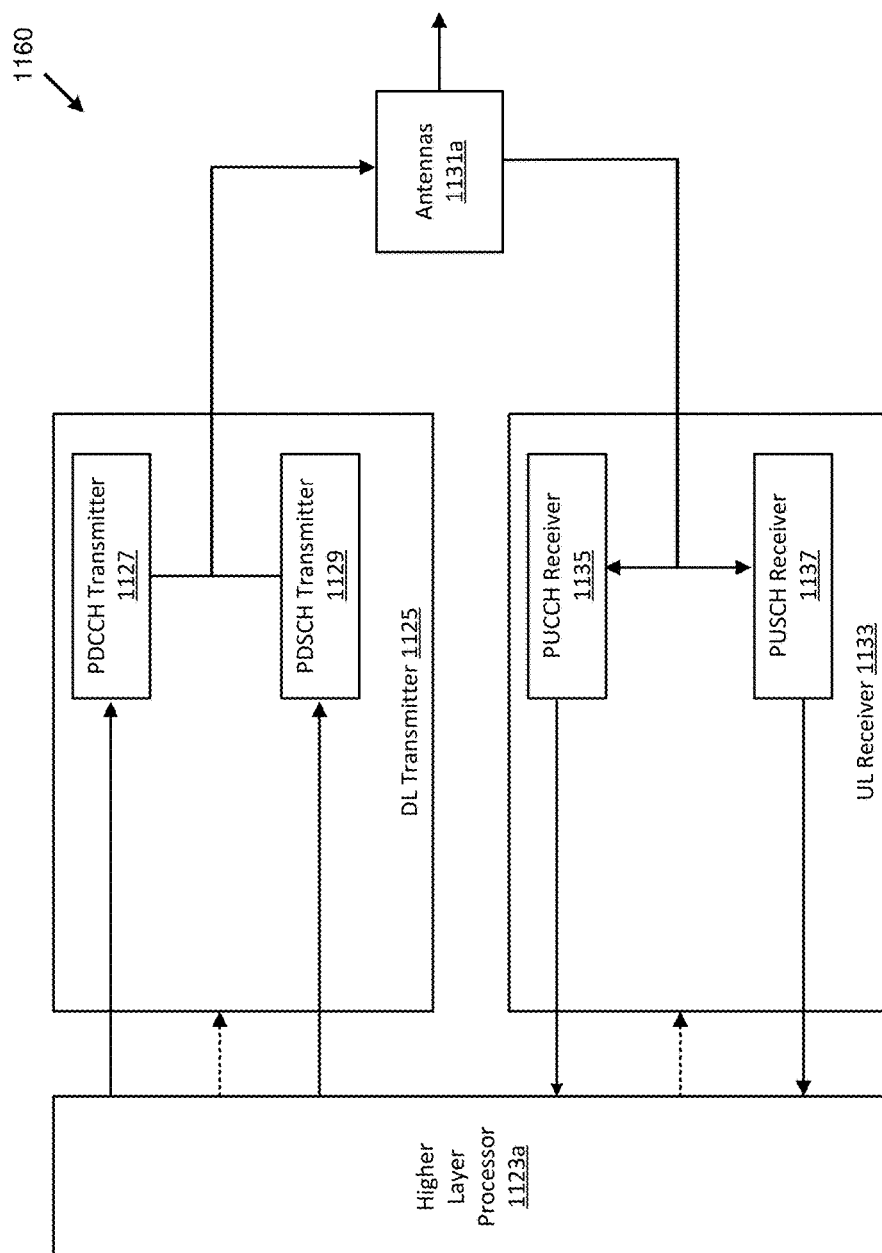 1160
Higher
Layer
Processor
1123a
DL Transmitter 1125
PDCCH Transmitter
1127
PDSCH Transmitter
1129
UL Receiver 1133
PUCCH Receiver
1135
PUSCH Receiver
1137
Antennas
1131a